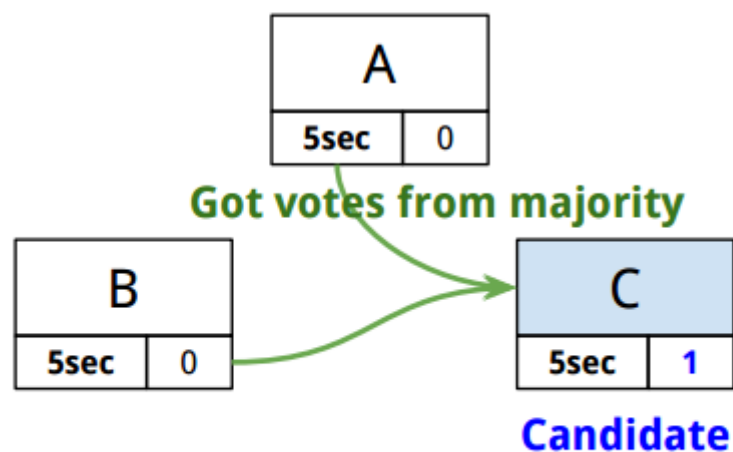 A
5sec 0
Got votes from majority
B
5sec 0
C
5sec 1
Candidate